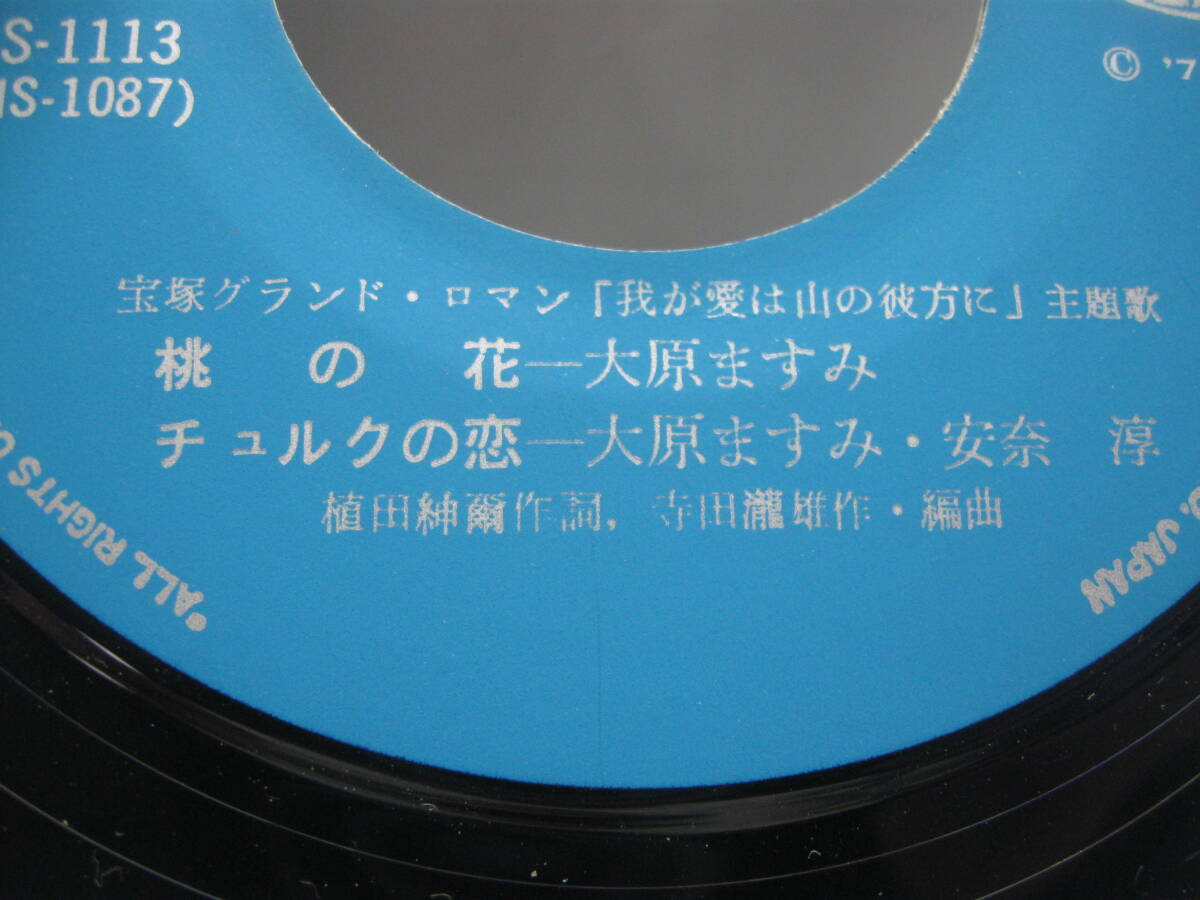 S-1113
S-1087)
© '7
宝塚グランド・ロマン「我が愛は山の彼方に」主題歌
桃の花—大原ますみ
チュルクの恋—大原ますみ・安奈 淳
植田紳爾作詞, 寺田瀧雄作・編曲
•ALL RIGHTS
JAPAN